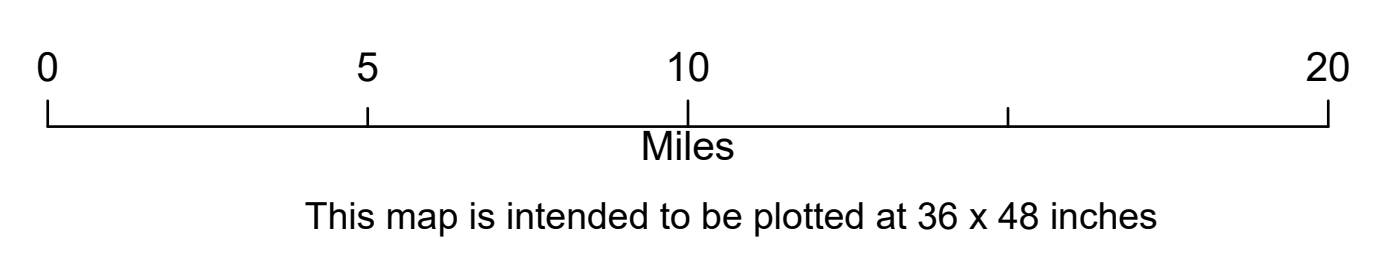 0 5 10 20
Miles
This map is intended to be plotted at 36 x 48 inches